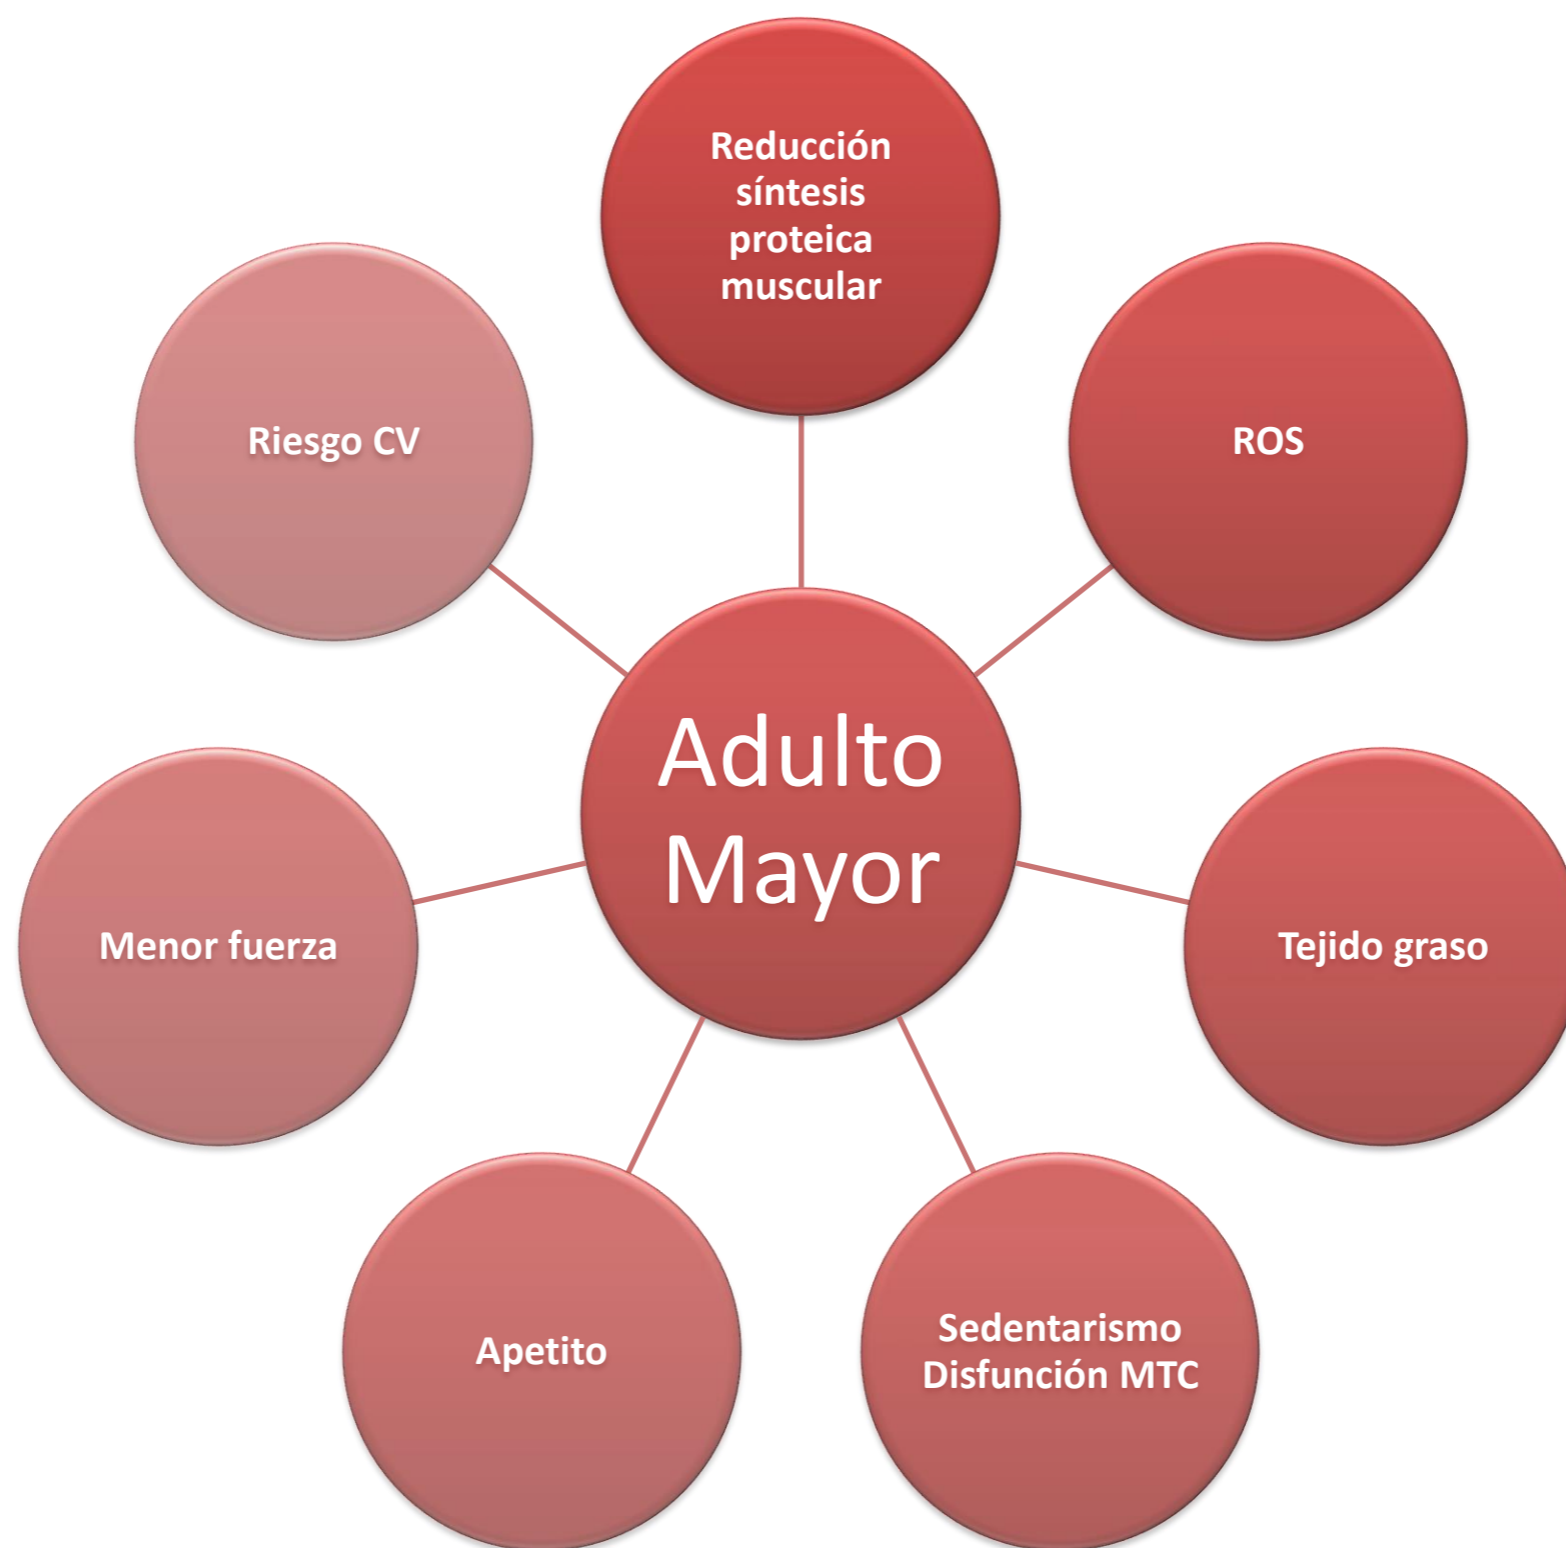 Reducción
síntesis
proteica
muscular
Riesgo CV
ROS
Adulto
Mayor
Menor fuerza
Tejido graso
Apetito
Sedentarismo
Disfunción MTC